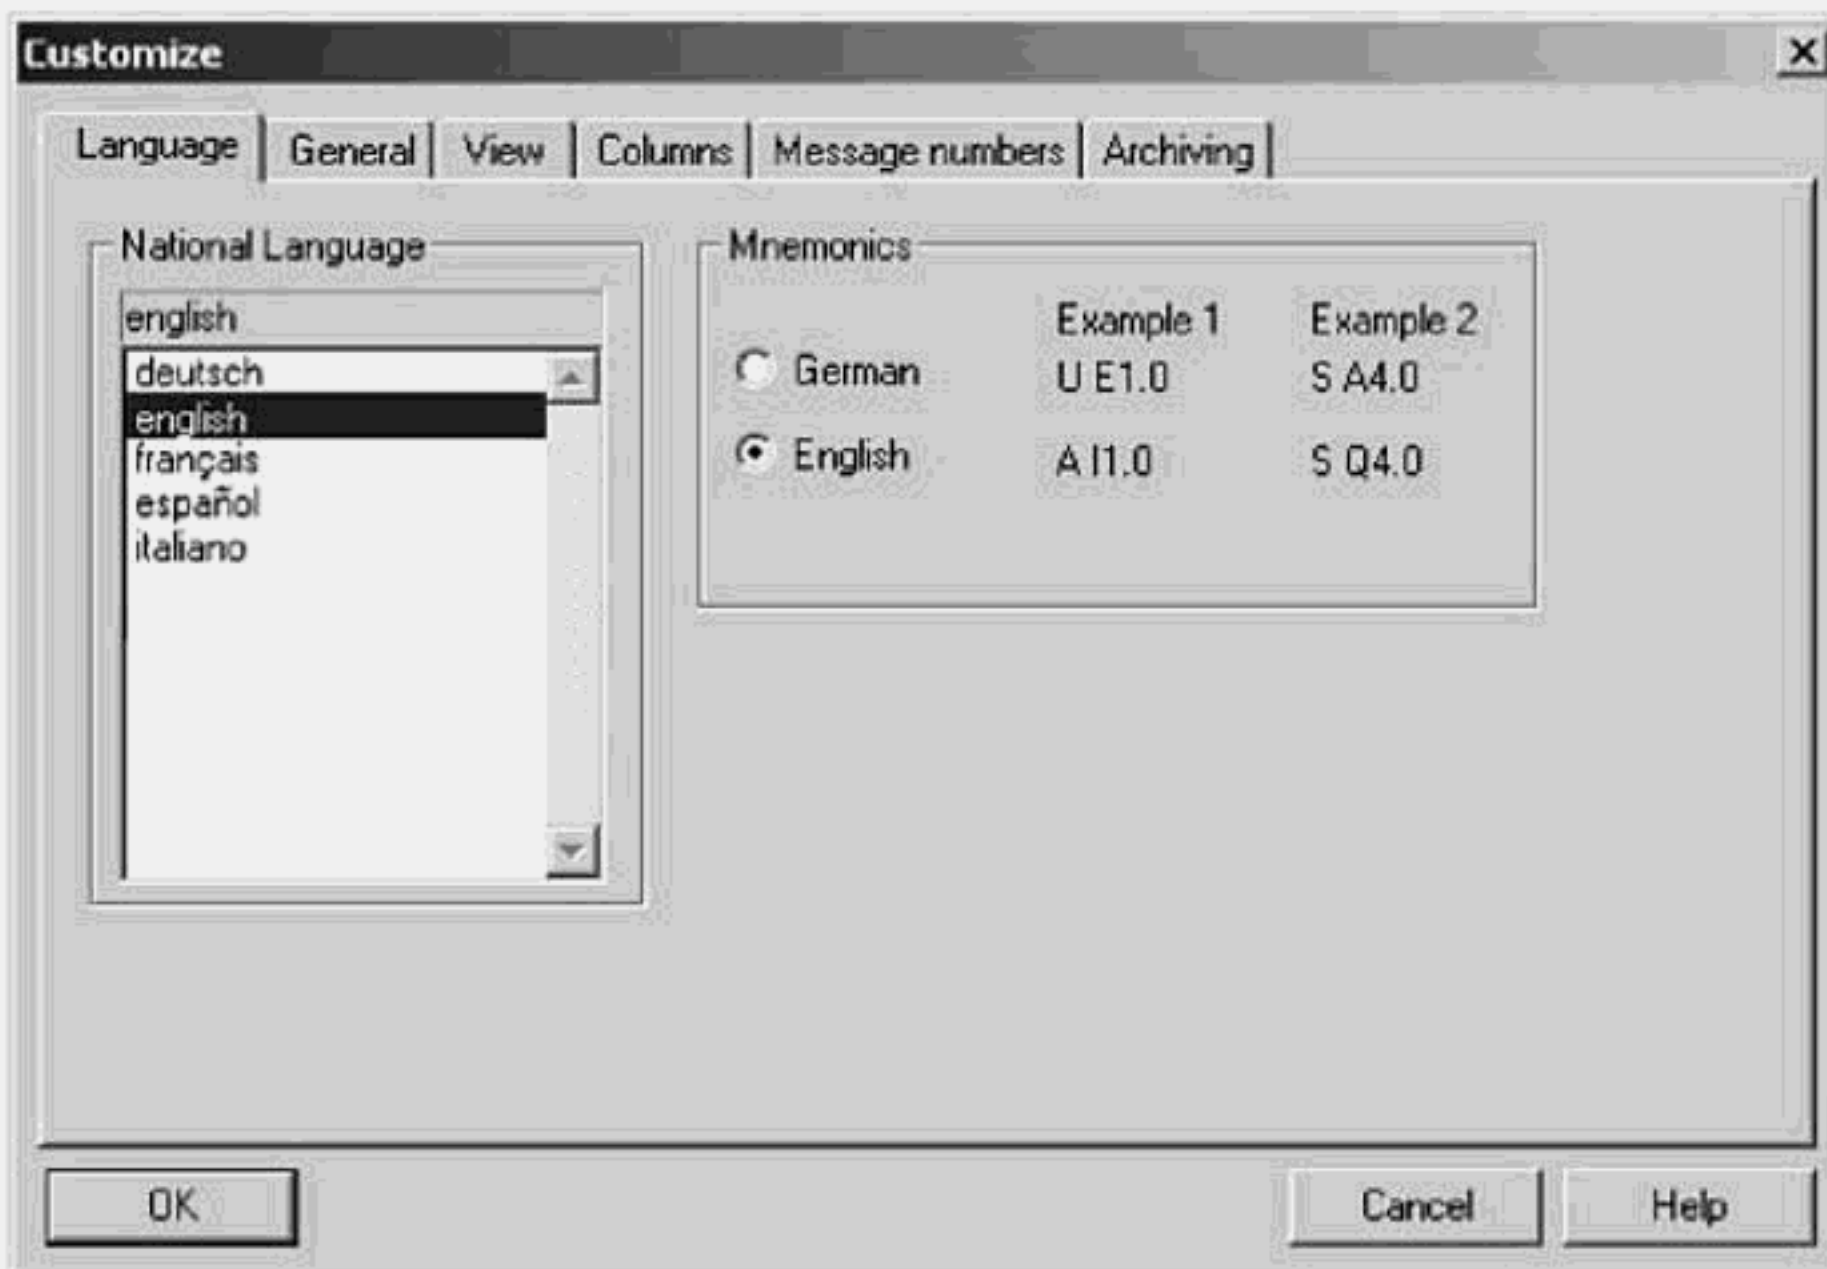 Customize
Language General View Columns Message numbers Archiving
National Language
english
deutsch
english
français
español
italiano
Mnemonics
Example 1 Example 2
German U E1.0 S A4.0
English A I1.0 S Q4.0
OK Cancel Help